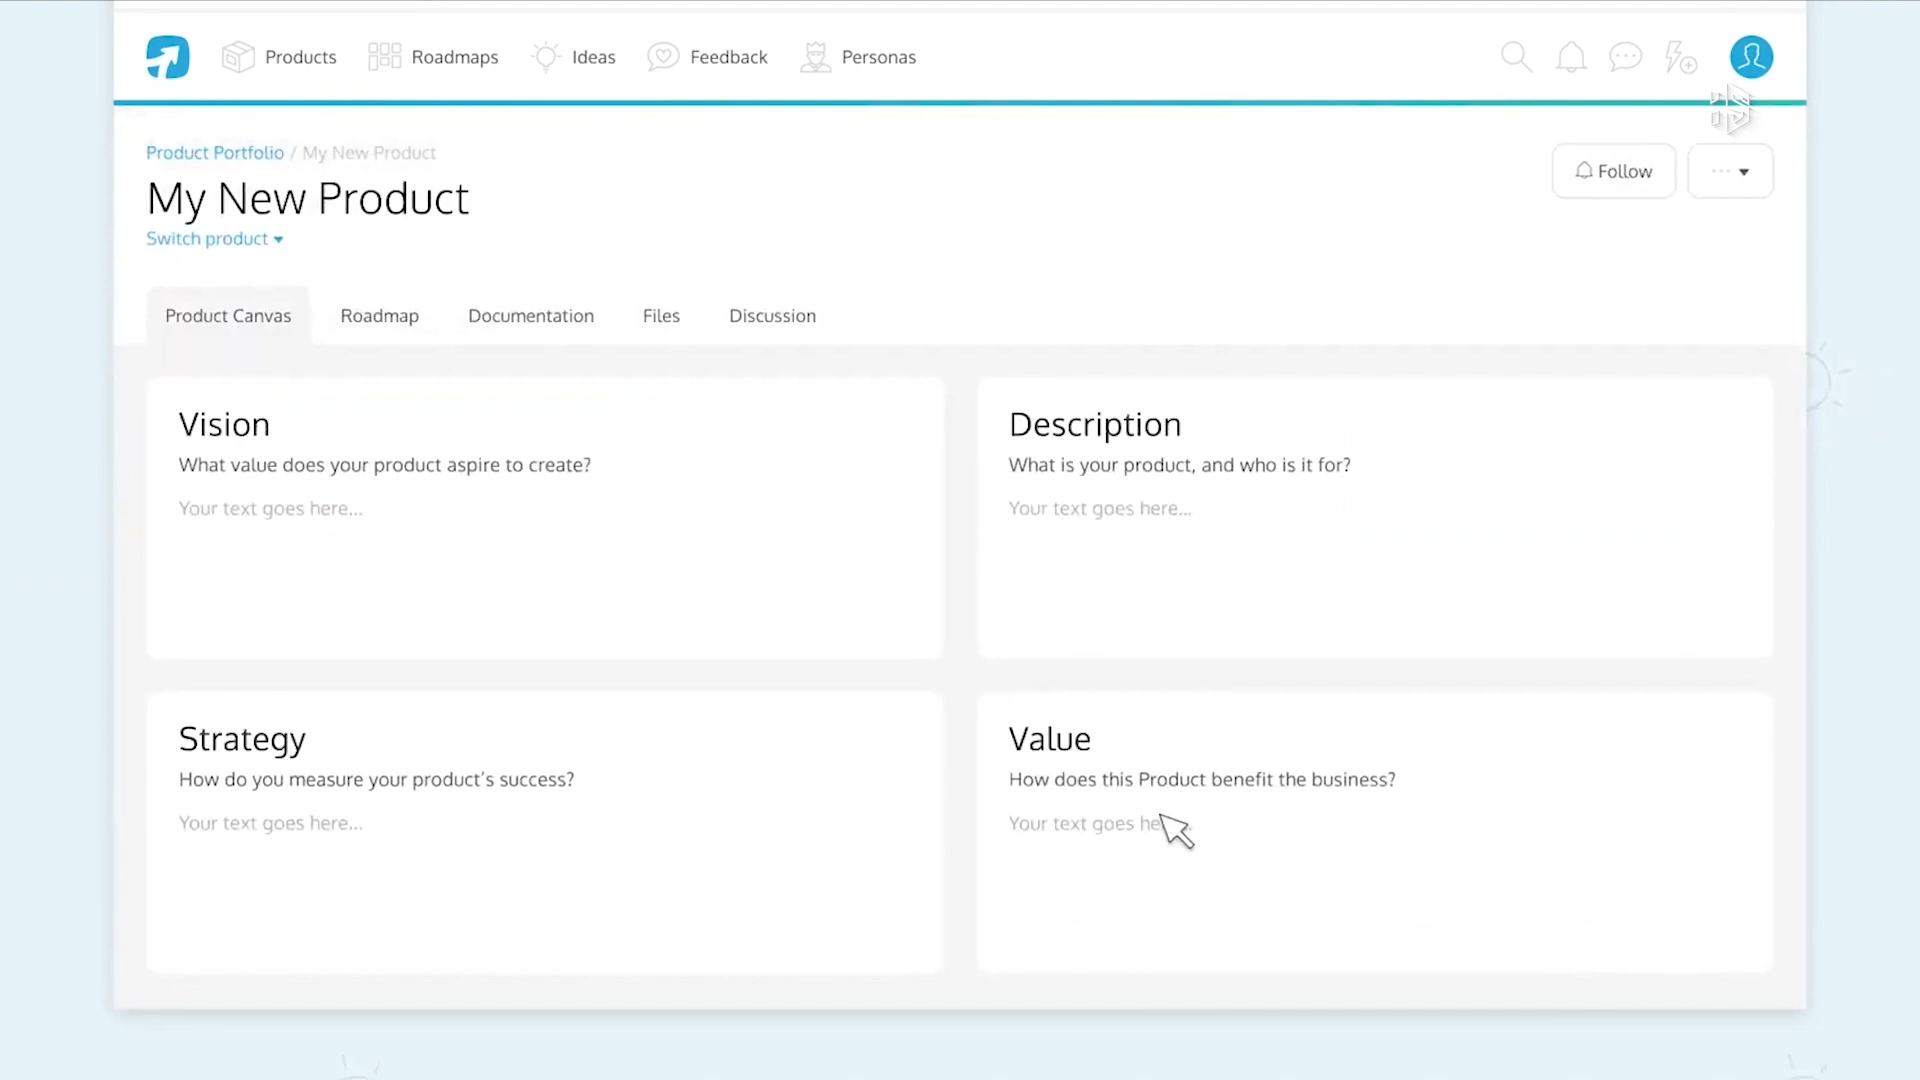 Products Roadmaps Ideas Feedback Personas
Product Portfolio / My New Product
My New Product
Switch product
Follow
Product Canvas Roadmap Documentation Files Discussion
Vision
What value does your product aspire to create?
Your text goes here...
Description
What is your product, and who is it for?
Your text goes here...
Strategy
How do you measure your product's success?
Your text goes here...
Value
How does this Product benefit the business?
Your text goes